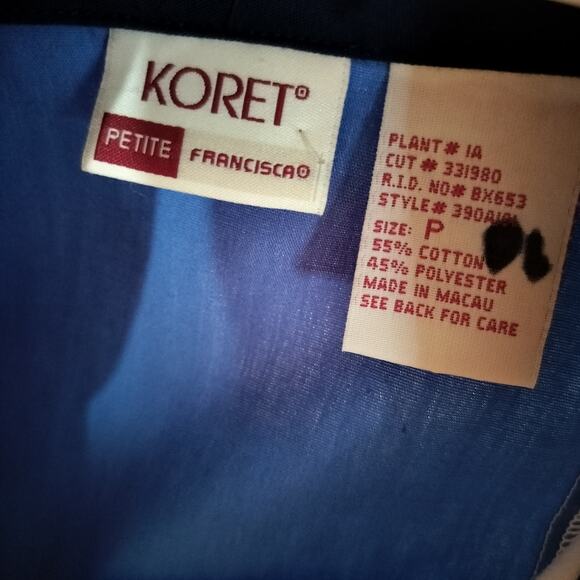 KORET®
PETITE FRANCISCA®
PLANT# 1A
CUT # 331980
R.I.D. NO# BX653
STYLE#
SIZE: P
55% COTTON
45% POLYESTER
MADE IN MACAU
SEE BACK FOR CARE